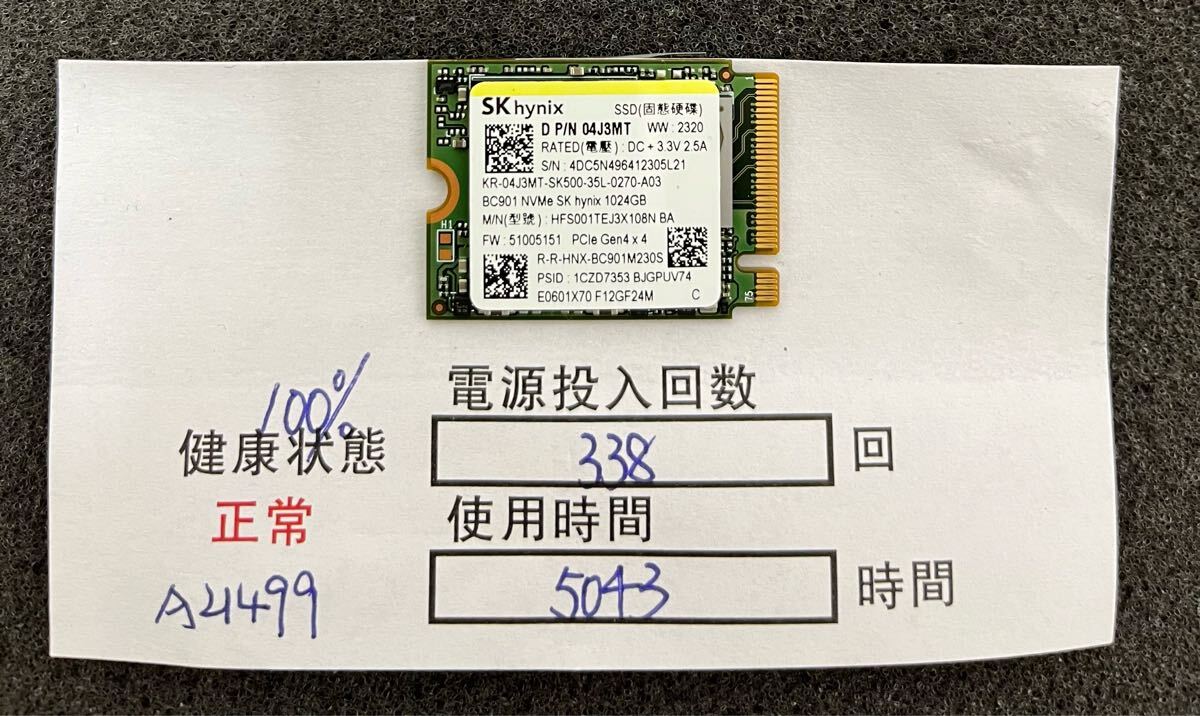 SK hynix SSD(固態硬碟)
D P/N 04J3MT WW : 2320
RATED(電壓) : DC + 3.3V 2.5A
S/N : 4DC5N496412305L21
KR-04J3MT-SK500-35L-0270-A03
BC901 NVMe SK hynix 1024GB
M/N(型號) : HFS001TEJ3X108N BA
FW : 51005151 PCIe Gen4 x 4
R-R-HNX-BC901M230S
PSID : 1CZD7353 BJGPUV74
E0601X70 F12GF24M C
H1
75
電源投入回数
100%
健康状態
338 回
正常
使用時間
A21499
5043 時間